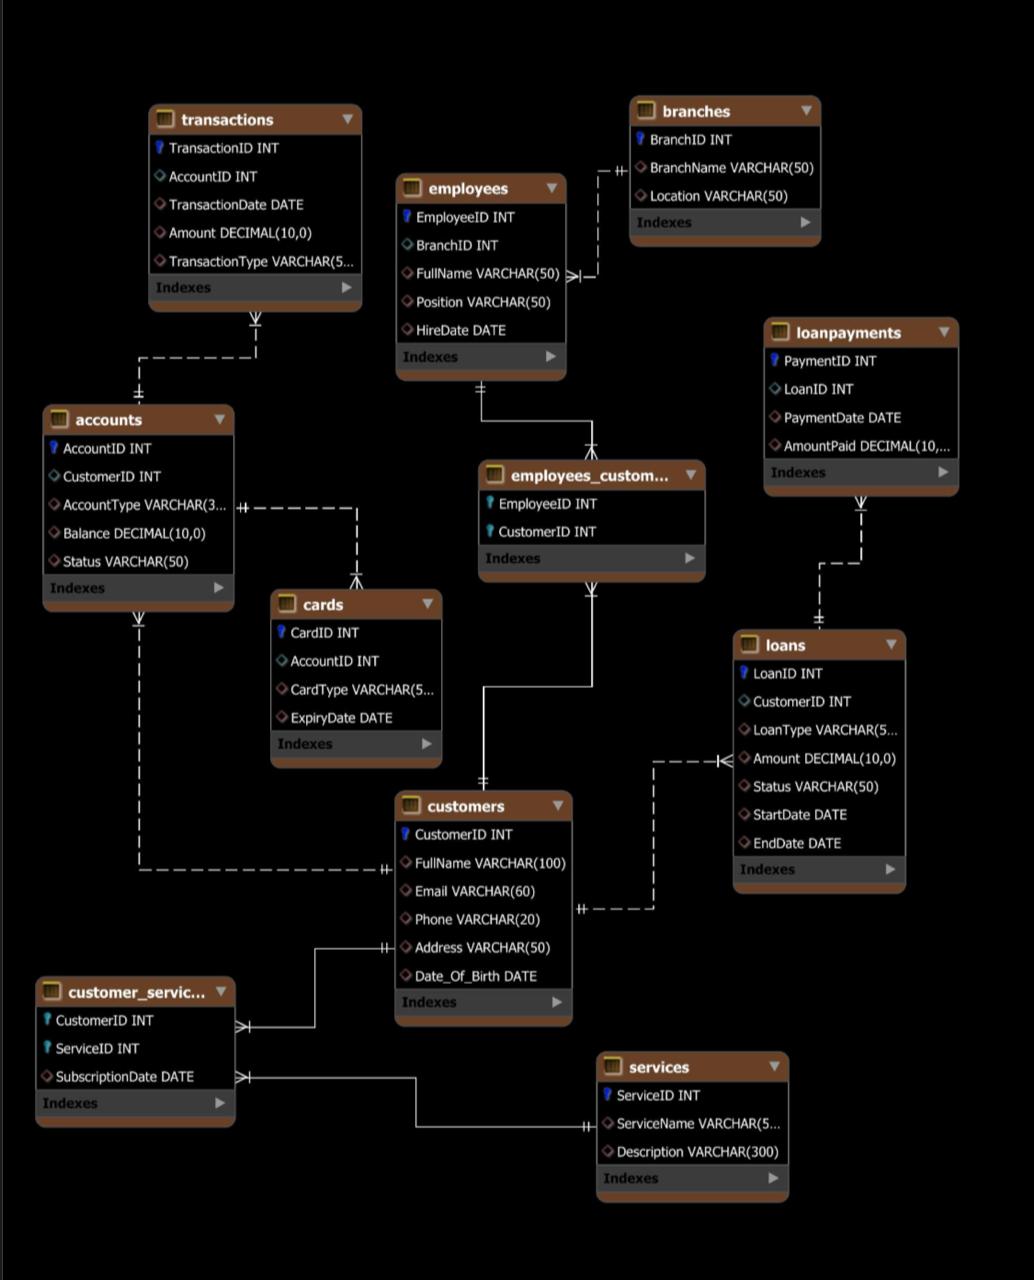 transactions
TransactionID INT
AccountID INT
TransactionDate DATE
Amount DECIMAL(10,0)
TransactionType VARCHAR(5...
Indexes
employees
EmployeeID INT
BranchID INT
FullName VARCHAR(50)
Position VARCHAR(50)
HireDate DATE
Indexes
branches
BranchID INT
BranchName VARCHAR(50)
Location VARCHAR(50)
Indexes
loanpayments
PaymentID INT
LoanID INT
PaymentDate DATE
AmountPaid DECIMAL(10,...
Indexes
accounts
AccountID INT
CustomerID INT
AccountType VARCHAR(3...
Balance DECIMAL(10,0)
Status VARCHAR(50)
Indexes
employees_custom...
EmployeeID INT
CustomerID INT
Indexes
cards
CardID INT
AccountID INT
CardType VARCHAR(5...
ExpiryDate DATE
Indexes
loans
LoanID INT
CustomerID INT
LoanType VARCHAR(5...
Amount DECIMAL(10,0)
Status VARCHAR(50)
StartDate DATE
EndDate DATE
Indexes
customers
CustomerID INT
FullName VARCHAR(100)
Email VARCHAR(60)
Phone VARCHAR(20)
Address VARCHAR(50)
Date_Of_Birth DATE
Indexes
customer_servic...
CustomerID INT
ServiceID INT
SubscriptionDate DATE
Indexes
services
ServiceID INT
ServiceName VARCHAR(5...
Description VARCHAR(300)
Indexes